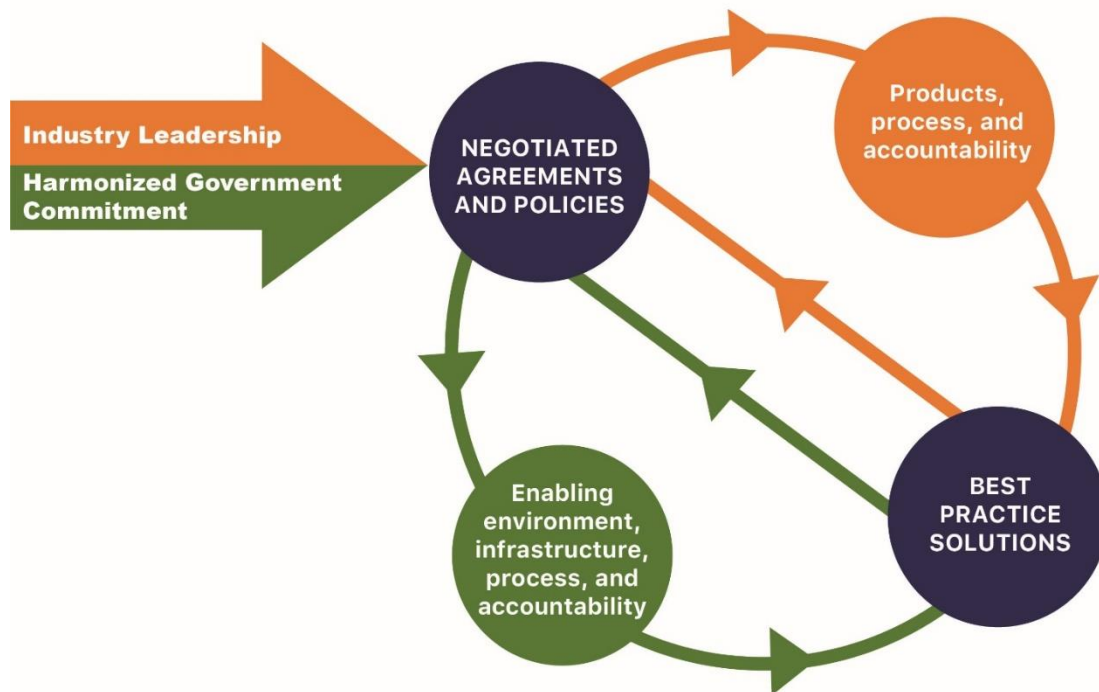 Industry Leadership
Harmonized Government
Commitment
NEGOTIATED
AGREEMENTS
AND POLICIES
Products,
process, and
accountability
Enabling
environment,
infrastructure,
process, and
accountability
BEST
PRACTICE
SOLUTIONS